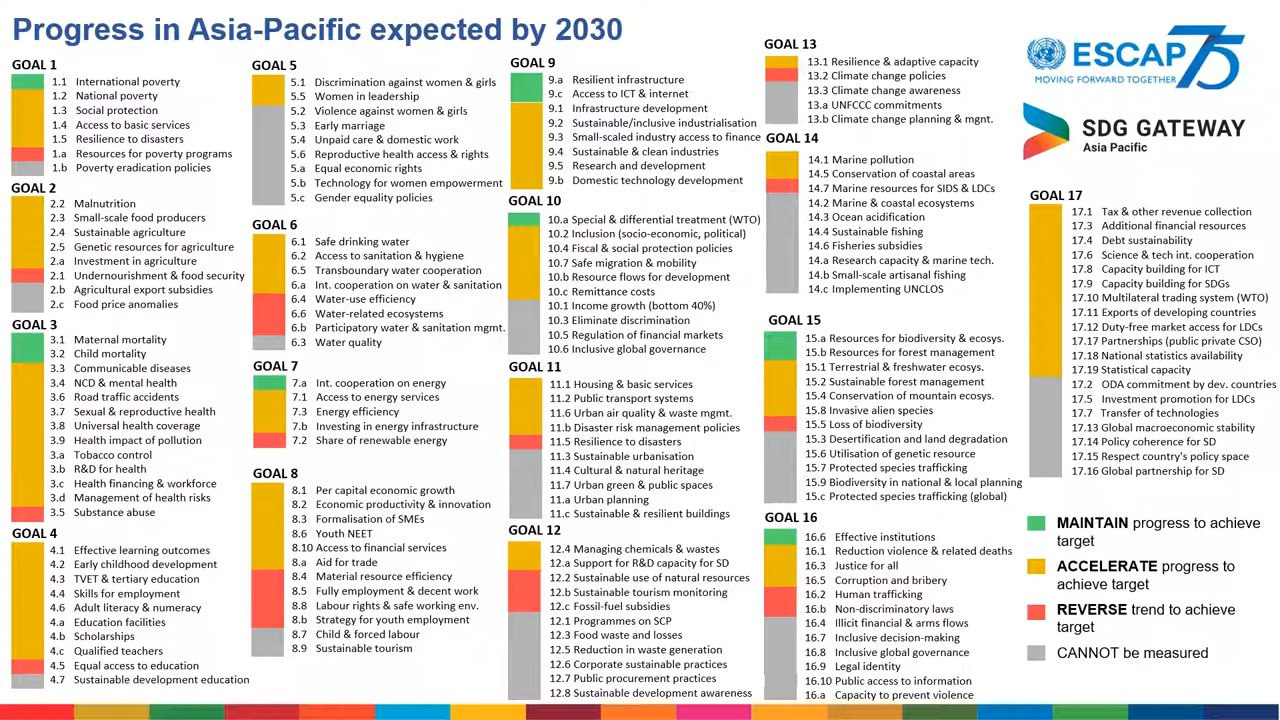 Progress in Asia-Pacific expected by 2030
GOAL 1
1.1 International poverty
1.2 National poverty
1.3 Social protection
1.4 Access to basic services
1.5 Resilience to disasters
1.a Resources for poverty programs
1.b Poverty eradication policies
GOAL 2
2.2 Malnutrition
2.3 Small-scale food producers
2.4 Sustainable agriculture
2.5 Genetic resources for agriculture
2.a Investment in agriculture
2.1 Undernourishment & food security
2.b Agricultural export subsidies
2.c Food price anomalies
GOAL 3
3.1 Maternal mortality
3.2 Child mortality
3.3 Communicable diseases
3.4 NCD & mental health
3.6 Road traffic accidents
3.7 Sexual & reproductive health
3.8 Universal health coverage
3.9 Health impact of pollution
3.a Tobacco control
3.b R&D for health
3.c Health financing & workforce
3.d Management of health risks
3.5 Substance abuse
GOAL 4
4.1 Effective learning outcomes
4.2 Early childhood development
4.3 TVET & tertiary education
4.4 Skills for employment
4.6 Adult literacy & numeracy
4.a Education facilities
4.b Scholarships
4.c Qualified teachers
4.5 Equal access to education
4.7 Sustainable development education
GOAL 5
5.1 Discrimination against women & girls
5.5 Women in leadership
5.2 Violence against women & girls
5.3 Early marriage
5.4 Unpaid care & domestic work
5.6 Reproductive health access & rights
5.a Equal economic rights
5.b Technology for women empowerment
5.c Gender equality policies
GOAL 6
6.1 Safe drinking water
6.2 Access to sanitation & hygiene
6.5 Transboundary water cooperation
6.a Int. cooperation on water & sanitation
6.4 Water-use efficiency
6.6 Water-related ecosystems
6.b Participatory water & sanitation mgmt.
6.3 Water quality
GOAL 7
7.a Int. cooperation on energy
7.1 Access to energy services
7.3 Energy efficiency
7.b Investing in energy infrastructure
7.2 Share of renewable energy
GOAL 8
8.1 Per capital economic growth
8.2 Economic productivity & innovation
8.3 Formalisation of SMEs
8.6 Youth NEET
8.10 Access to financial services
8.a Aid for trade
8.4 Material resource efficiency
8.5 Fully employment & decent work
8.8 Labour rights & safe working env.
8.b Strategy for youth employment
8.7 Child & forced labour
8.9 Sustainable tourism
GOAL 9
9.a Resilient infrastructure
9.c Access to ICT & internet
9.1 Infrastructure development
9.2 Sustainable/inclusive industrialisation
9.3 Small-scaled industry access to finance
9.4 Sustainable & clean industries
9.5 Research and development
9.b Domestic technology development
GOAL 10
10.a Special & differential treatment (WTO)
10.2 Inclusion (socio-economic, political)
10.4 Fiscal & social protection policies
10.7 Safe migration & mobility
10.b Resource flows for development
10.c Remittance costs
10.1 Income growth (bottom 40%)
10.3 Eliminate discrimination
10.5 Regulation of financial markets
10.6 Inclusive global governance
GOAL 11
11.1 Housing & basic services
11.2 Public transport systems
11.6 Urban air quality & waste mgmt.
11.b Disaster risk management policies
11.5 Resilience to disasters
11.3 Sustainable urbanisation
11.4 Cultural & natural heritage
11.7 Urban green & public spaces
11.a Urban planning
11.c Sustainable & resilient buildings
GOAL 12
12.4 Managing chemicals & wastes
12.a Support for R&D capacity for SD
12.2 Sustainable use of natural resources
12.b Sustainable tourism monitoring
12.c Fossil-fuel subsidies
12.1 Programmes on SCP
12.3 Food waste and losses
12.5 Reduction in waste generation
12.6 Corporate sustainable practices
12.7 Public procurement practices
12.8 Sustainable development awareness
GOAL 13
13.1 Resilience & adaptive capacity
13.2 Climate change policies
13.3 Climate change awareness
13.a UNFCCC commitments
13.b Climate change planning & mgnt.
GOAL 14
14.1 Marine pollution
14.5 Conservation of coastal areas
14.7 Marine resources for SIDS & LDCs
14.2 Marine & coastal ecosystems
14.3 Ocean acidification
14.4 Sustainable fishing
14.6 Fisheries subsidies
14.a Research capacity & marine tech.
14.b Small-scale artisanal fishing
14.c Implementing UNCLOS
GOAL 15
15.a Resources for biodiversity & ecosys.
15.b Resources for forest management
15.1 Terrestrial & freshwater ecosys.
15.2 Sustainable forest management
15.4 Conservation of mountain ecosys.
15.8 Invasive alien species
15.5 Loss of biodiversity
15.3 Desertification and land degradation
15.6 Utilisation of genetic resource
15.7 Protected species trafficking
15.9 Biodiversity in national & local planning
15.c Protected species trafficking (global)
GOAL 16
16.6 Effective institutions
16.1 Reduction violence & related deaths
16.3 Justice for all
16.5 Corruption and bribery
16.2 Human trafficking
16.b Non-discriminatory laws
16.4 Illicit financial & arms flows
16.7 Inclusive decision-making
16.8 Inclusive global governance
16.9 Legal identity
16.10 Public access to information
16.a Capacity to prevent violence
ESCAP 75
MOVING FORWARD TOGETHER
SDG GATEWAY
Asia Pacific
GOAL 17
17.1 Tax & other revenue collection
17.3 Additional financial resources
17.4 Debt sustainability
17.6 Science & tech int. cooperation
17.8 Capacity building for ICT
17.9 Capacity building for SDGs
17.10 Multilateral trading system (WTO)
17.11 Exports of developing countries
17.12 Duty-free market access for LDCs
17.17 Partnerships (public private CSO)
17.18 National statistics availability
17.19 Statistical capacity
17.2 ODA commitment by dev. countries
17.5 Investment promotion for LDCs
17.7 Transfer of technologies
17.13 Global macroeconomic stability
17.14 Policy coherence for SD
17.15 Respect country's policy space
17.16 Global partnership for SD
MAINTAIN progress to achieve
target
ACCELERATE progress to
achieve target
REVERSE trend to achieve
target
CANNOT be measured